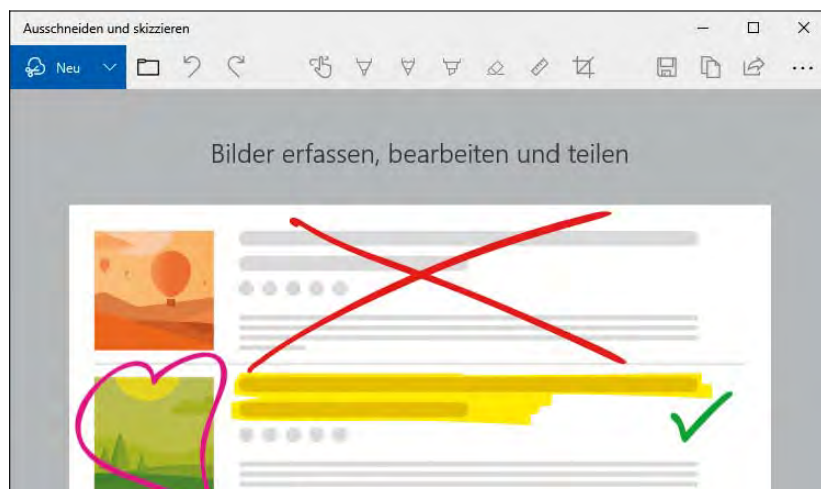 Ausschneiden und skizzieren
Neu
Bilder erfassen, bearbeiten und teilen